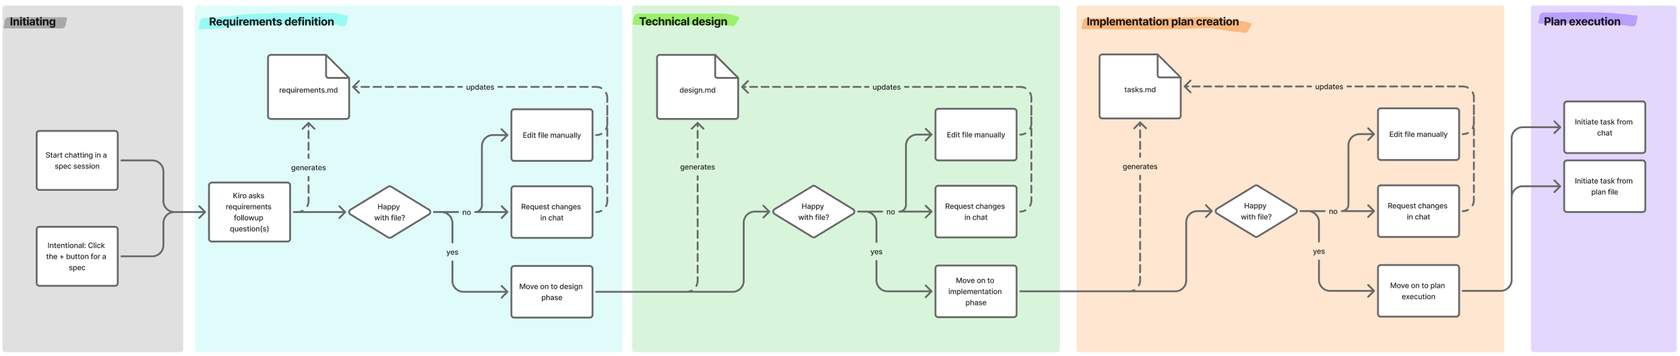 Initiating
Start chatting in a
spec session
Intentional: Click
the + button for a
spec
Requirements definition
requirements.md
updates
generates
Kiro asks
requirements
followup
question(s)
Happy
with file?
no
yes
Edit file manually
Request changes
in chat
Move on to design
phase
Technical design
design.md
updates
generates
Happy
with file?
no
yes
Edit file manually
Request changes
in chat
Move on to
implementation
phase
Implementation plan creation
tasks.md
updates
generates
Happy
with file?
no
yes
Edit file manually
Request changes
in chat
Move on to plan
execution
Plan execution
Initiate task from
chat
Initiate task from
plan file